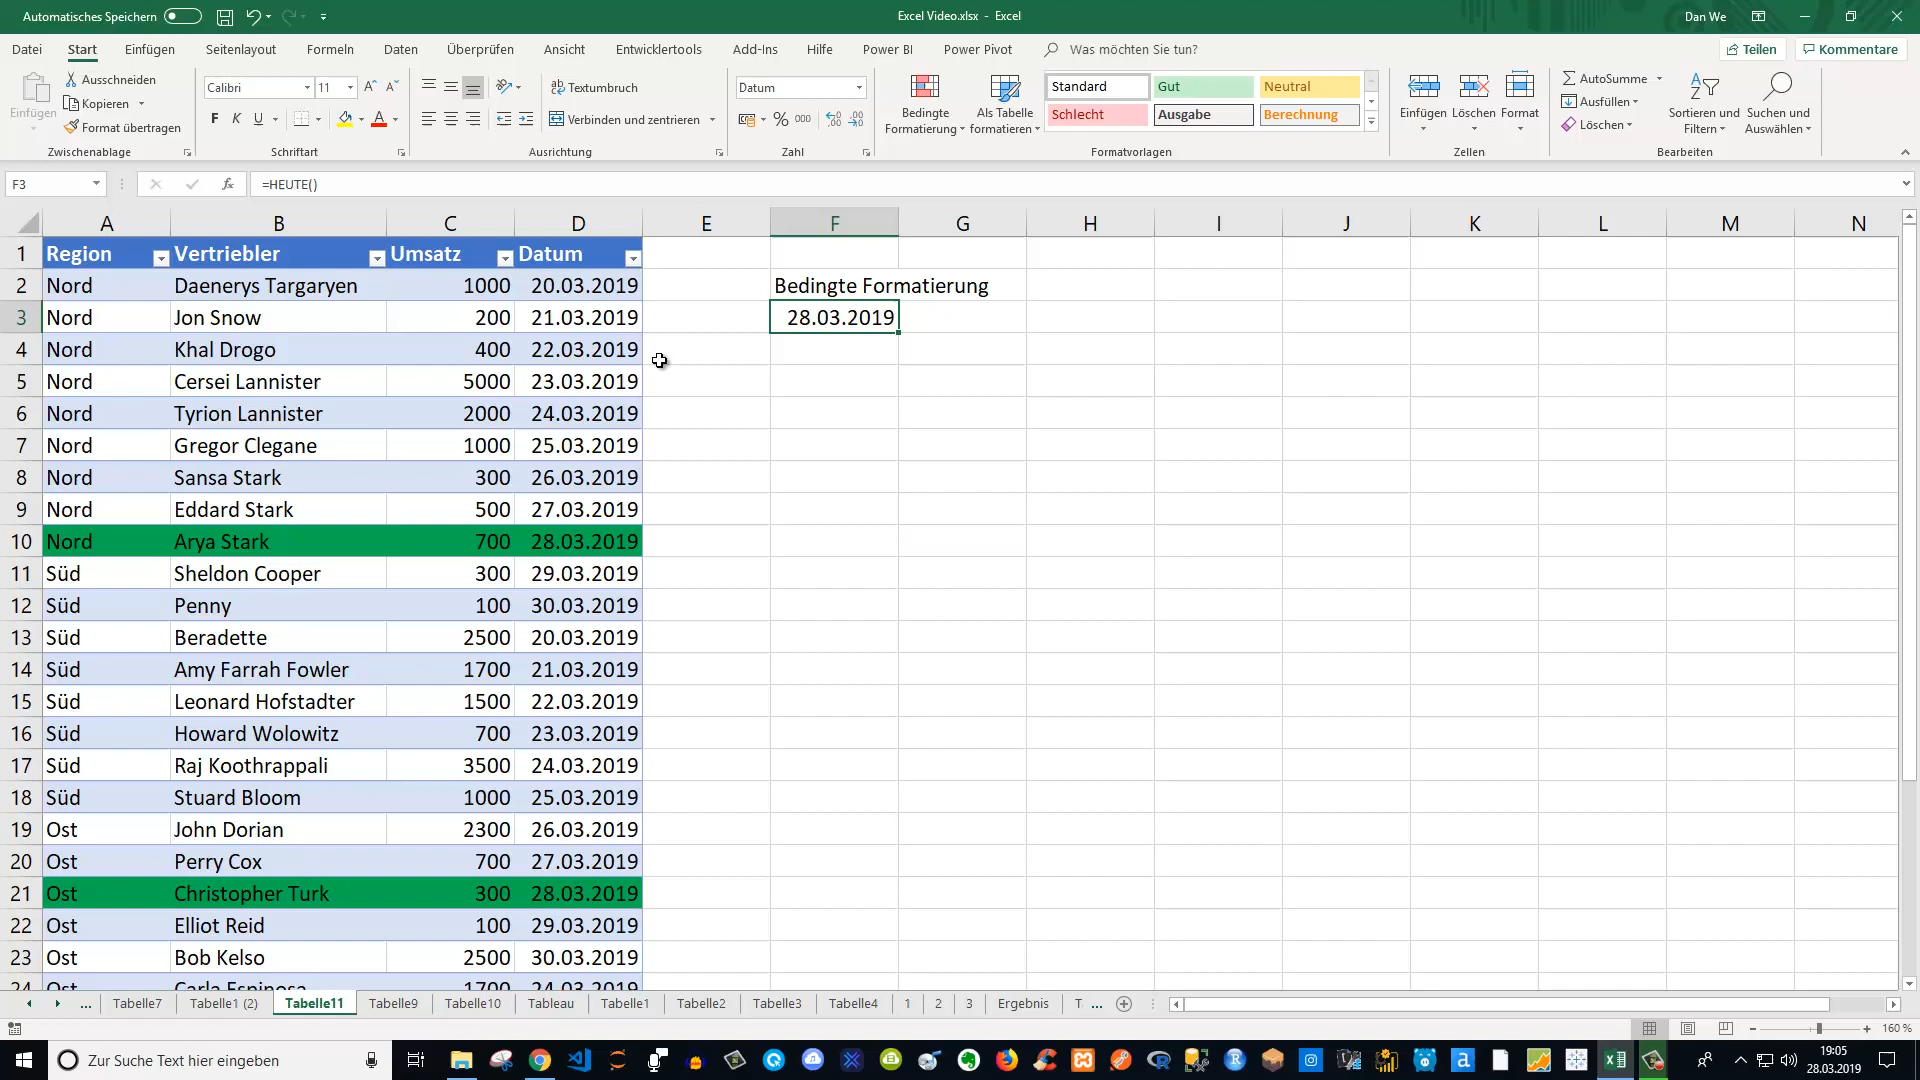 Automatisches Speichern
Excel Video.xlsx - Excel
Dan We
Datei Start Einfügen Seitenlayout Formeln Daten Überprüfen Ansicht Entwicklertools Add-Ins Hilfe Power BI Power Pivot Was möchten Sie tun? Teilen Kommentare
Einfügen
Ausschneiden
Kopieren
Format übertragen
Zwischenablage
Calibri 11
F K U
Schriftart
Textumbruch
Verbinden und zentrieren
Ausrichtung
Datum
% 000
Zahl
Bedingte Formatierung
Als Tabelle formatieren
Standard Gut Neutral
Schlecht Ausgabe Berechnung
Formatvorlagen
Einfügen Löschen Format
Zellen
AutoSumme
Ausfüllen
Löschen
Sortieren und Filtern
Suchen und Auswählen
Bearbeiten
F3 fx =HEUTE()
A B C D E F G H I J K L M N
1 Region Vertriebler Umsatz Datum
2 Nord Daenerys Targaryen 1000 20.03.2019 Bedingte Formatierung
3 Nord Jon Snow 200 21.03.2019 28.03.2019
4 Nord Khal Drogo 400 22.03.2019
5 Nord Cersei Lannister 5000 23.03.2019
6 Nord Tyrion Lannister 2000 24.03.2019
7 Nord Gregor Clegane 1000 25.03.2019
8 Nord Sansa Stark 300 26.03.2019
9 Nord Eddard Stark 500 27.03.2019
10 Nord Arya Stark 700 28.03.2019
11 Süd Sheldon Cooper 300 29.03.2019
12 Süd Penny 100 30.03.2019
13 Süd Beradette 2500 20.03.2019
14 Süd Amy Farrah Fowler 1700 21.03.2019
15 Süd Leonard Hofstadter 1500 22.03.2019
16 Süd Howard Wolowitz 700 23.03.2019
17 Süd Raj Koothrappali 3500 24.03.2019
18 Süd Stuard Bloom 1000 25.03.2019
19 Ost John Dorian 2300 26.03.2019
20 Ost Perry Cox 700 27.03.2019
21 Ost Christopher Turk 300 28.03.2019
22 Ost Elliot Reid 100 29.03.2019
23 Ost Bob Kelso 2500 30.03.2019
24 Ost Carla Espinosa 1700 24.03.2019
... Tabelle7 Tabelle1 (2) Tabelle11 Tabelle9 Tabelle10 Tableau Tabelle1 Tabelle2 Tabelle3 Tabelle4 1 2 3 Ergebnis T ...
160 %
Zur Suche Text hier eingeben
19:05
28.03.2019